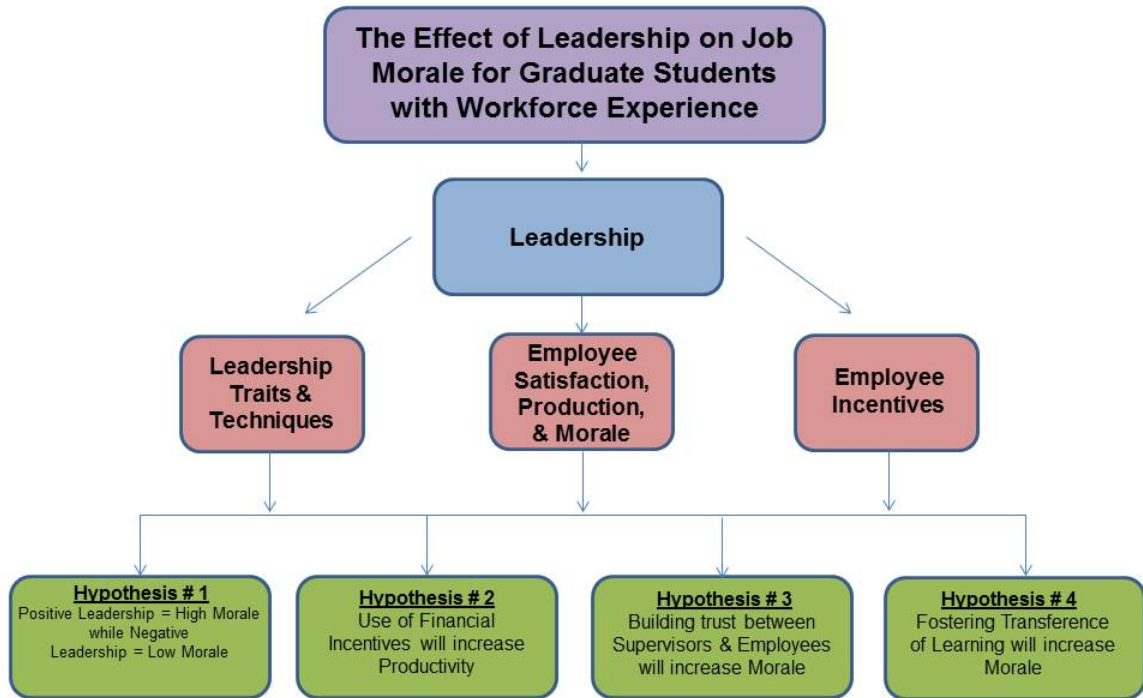 The Effect of Leadership on Job
Morale for Graduate Students
with Workforce Experience
Leadership
Leadership
Traits &
Techniques
Employee
Satisfaction,
Production,
& Morale
Employee
Incentives
Hypothesis # 1
Positive Leadership = High Morale
while Negative
Leadership = Low Morale
Hypothesis # 2
Use of Financial
Incentives will increase
Productivity
Hypothesis # 3
Building trust between
Supervisors & Employees
will increase Morale
Hypothesis # 4
Fostering Transference
of Learning will increase
Morale